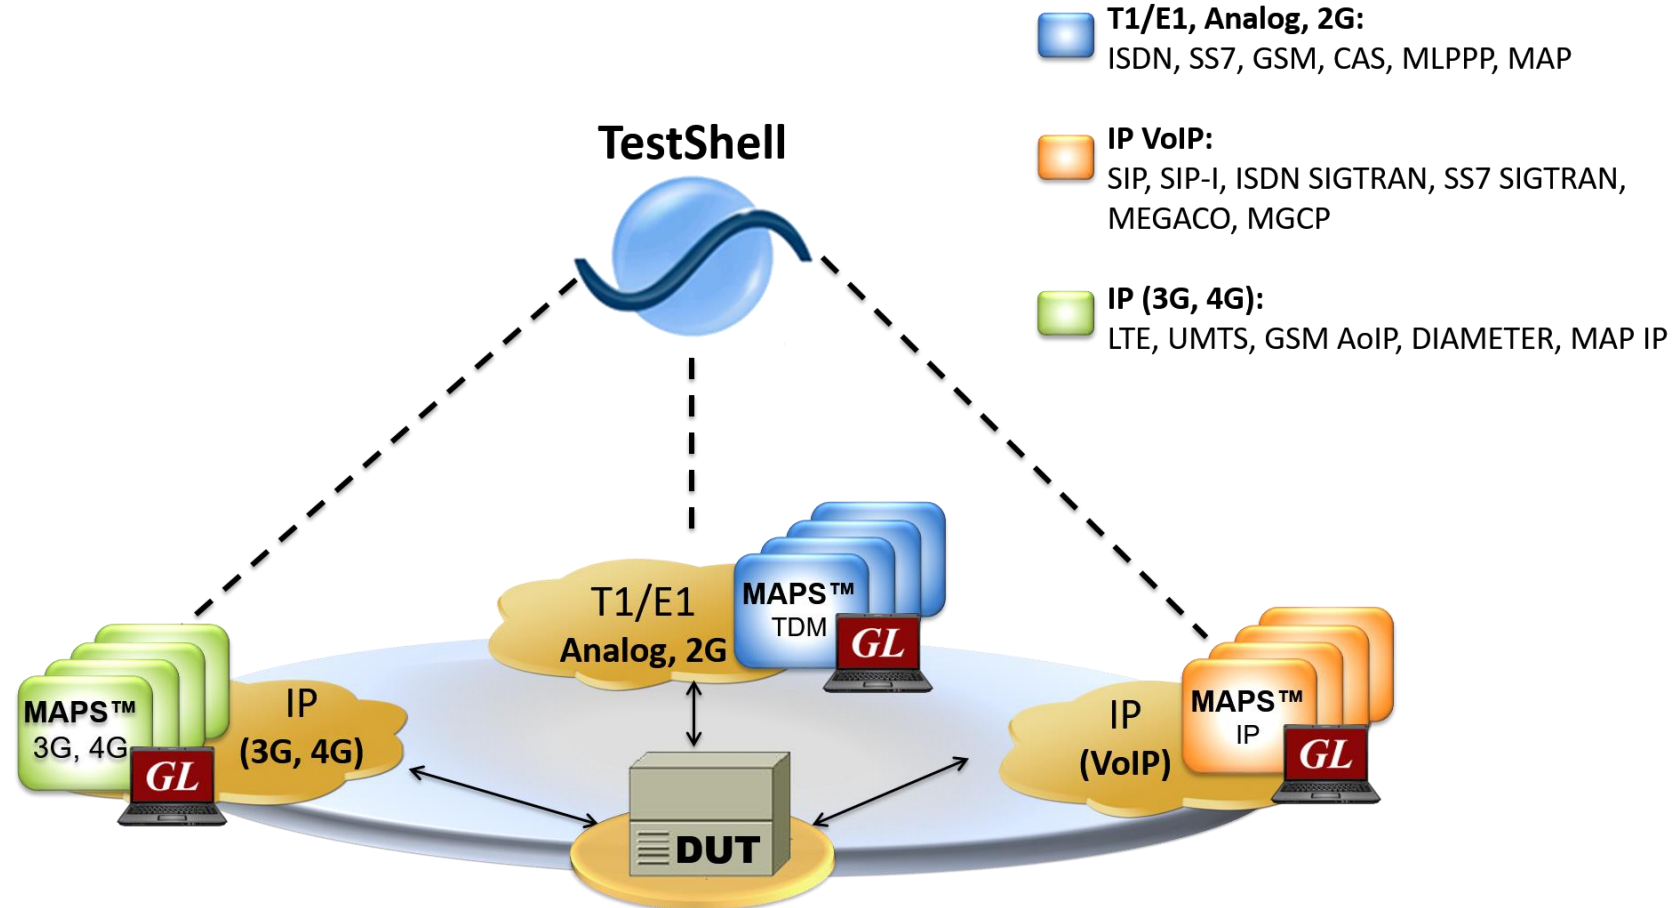 T1/E1, Analog, 2G:
ISDN, SS7, GSM, CAS, MLPPP, MAP
IP VoIP:
SIP, SIP-I, ISDN SIGTRAN, SS7 SIGTRAN,
MEGACO, MGCP
IP (3G, 4G):
LTE, UMTS, GSM AoIP, DIAMETER, MAP IP
TestShell
T1/E1
Analog, 2G
MAPS™
TDM
GL
MAPS™
3G, 4G
GL
IP
(3G, 4G)
IP
(VoIP)
MAPS™
IP
GL
DUT